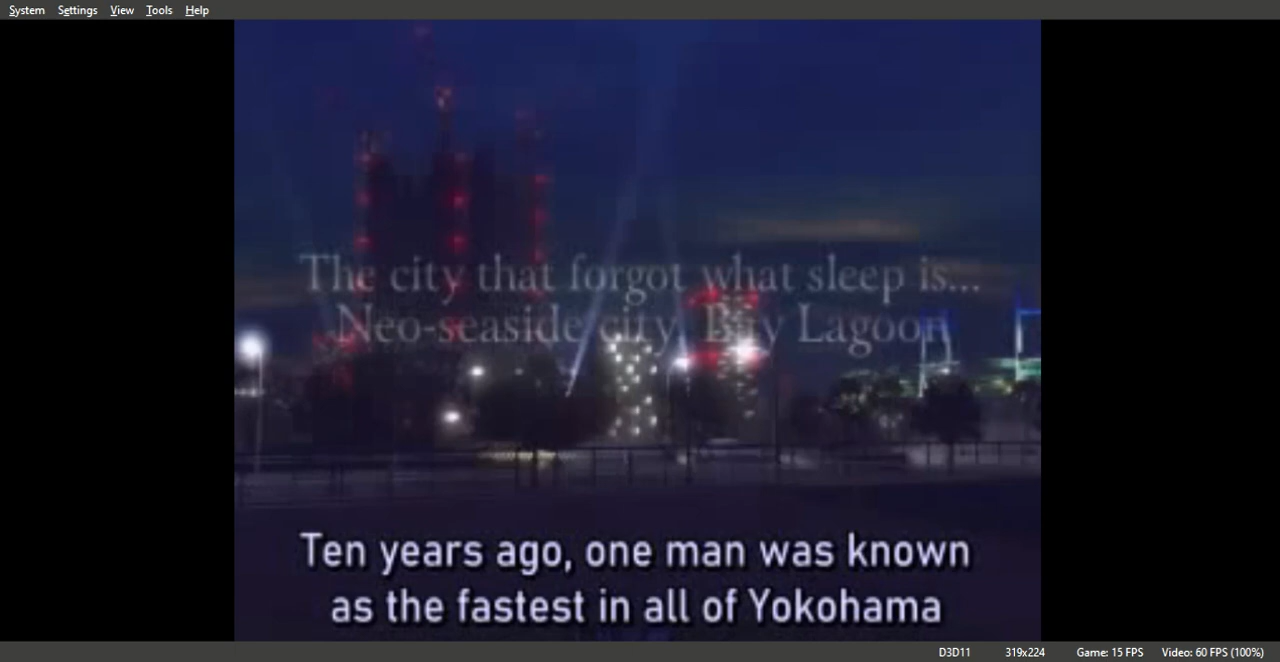 System Settings View Tools Help
The city that forgot what sleep is...
Neo-seaside city, Bay Lagoon
Ten years ago, one man was known
as the fastest in all of Yokohama
D3D11 319x224 Game: 15 FPS Video: 60 FPS (100%)